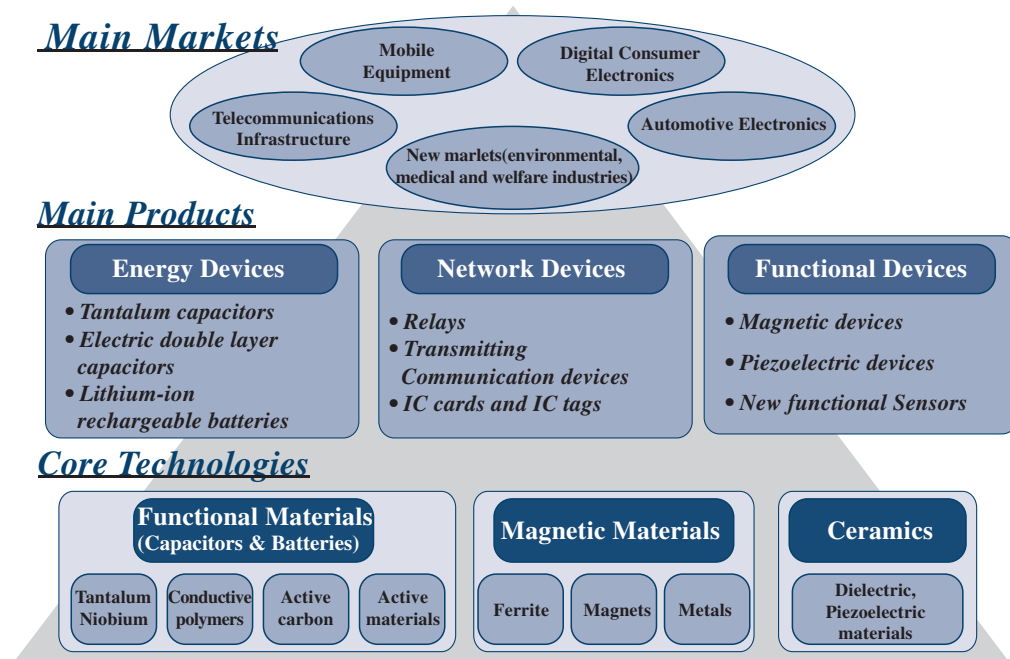 Main Markets
Mobile
Equipment
Digital Consumer
Electronics
Telecommunications
Infrastructure
Automotive Electronics
New marlets(environmental,
medical and welfare industries)
Main Products
Energy Devices
• Tantalum capacitors
• Electric double layer
capacitors
• Lithium-ion
rechargeable batteries
Network Devices
• Relays
• Transmitting
Communication devices
• IC cards and IC tags
Functional Devices
• Magnetic devices
• Piezoelectric devices
• New functional Sensors
Core Technologies
Functional Materials
(Capacitors & Batteries)
Tantalum
Niobium
Conductive
polymers
Active
carbon
Active
materials
Magnetic Materials
Ferrite
Magnets
Metals
Ceramics
Dielectric,
Piezoelectric
materials